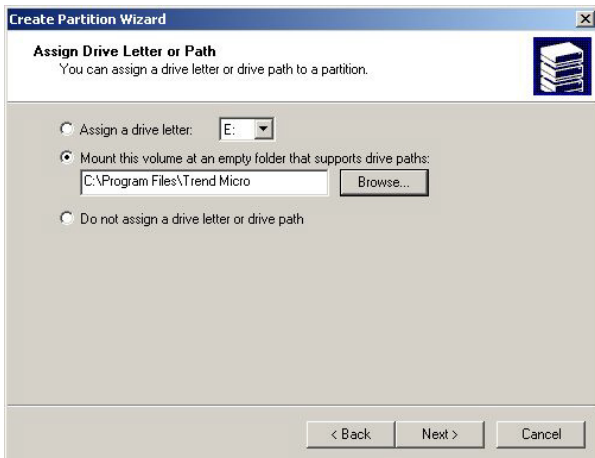 Create Partition Wizard
Assign Drive Letter or Path
You can assign a drive letter or drive path to a partition.
Assign a drive letter: E:
Mount this volume at an empty folder that supports drive paths:
C:\Program Files\Trend Micro Browse...
Do not assign a drive letter or drive path
< Back Next > Cancel